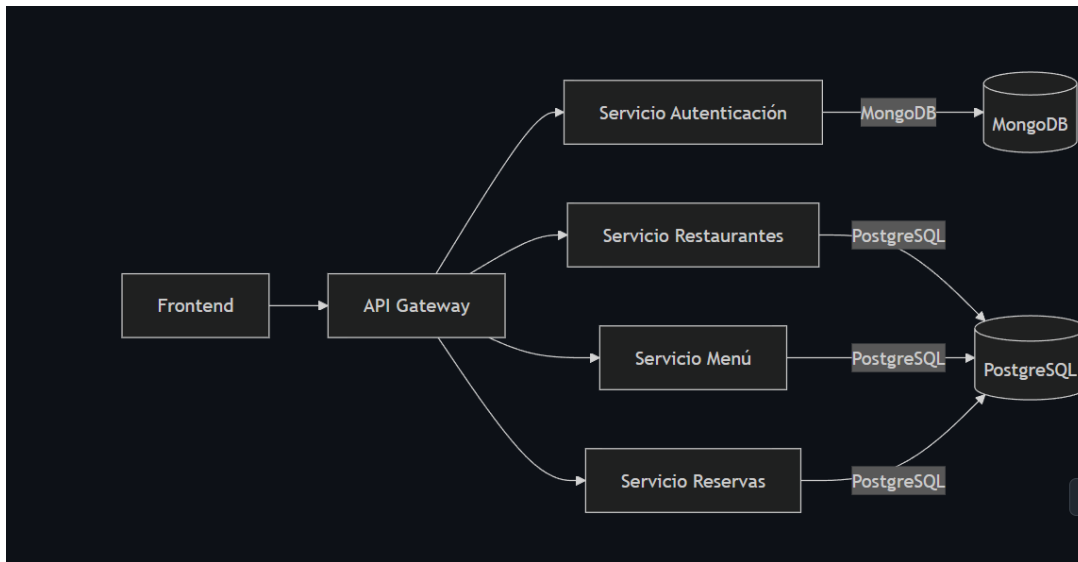 Servicio Autenticación
MongoDB
MongoDB
Servicio Restaurantes
PostgreSQL
Frontend
API Gateway
Servicio Menú
PostgreSQL
PostgreSQL
Servicio Reservas
PostgreSQL